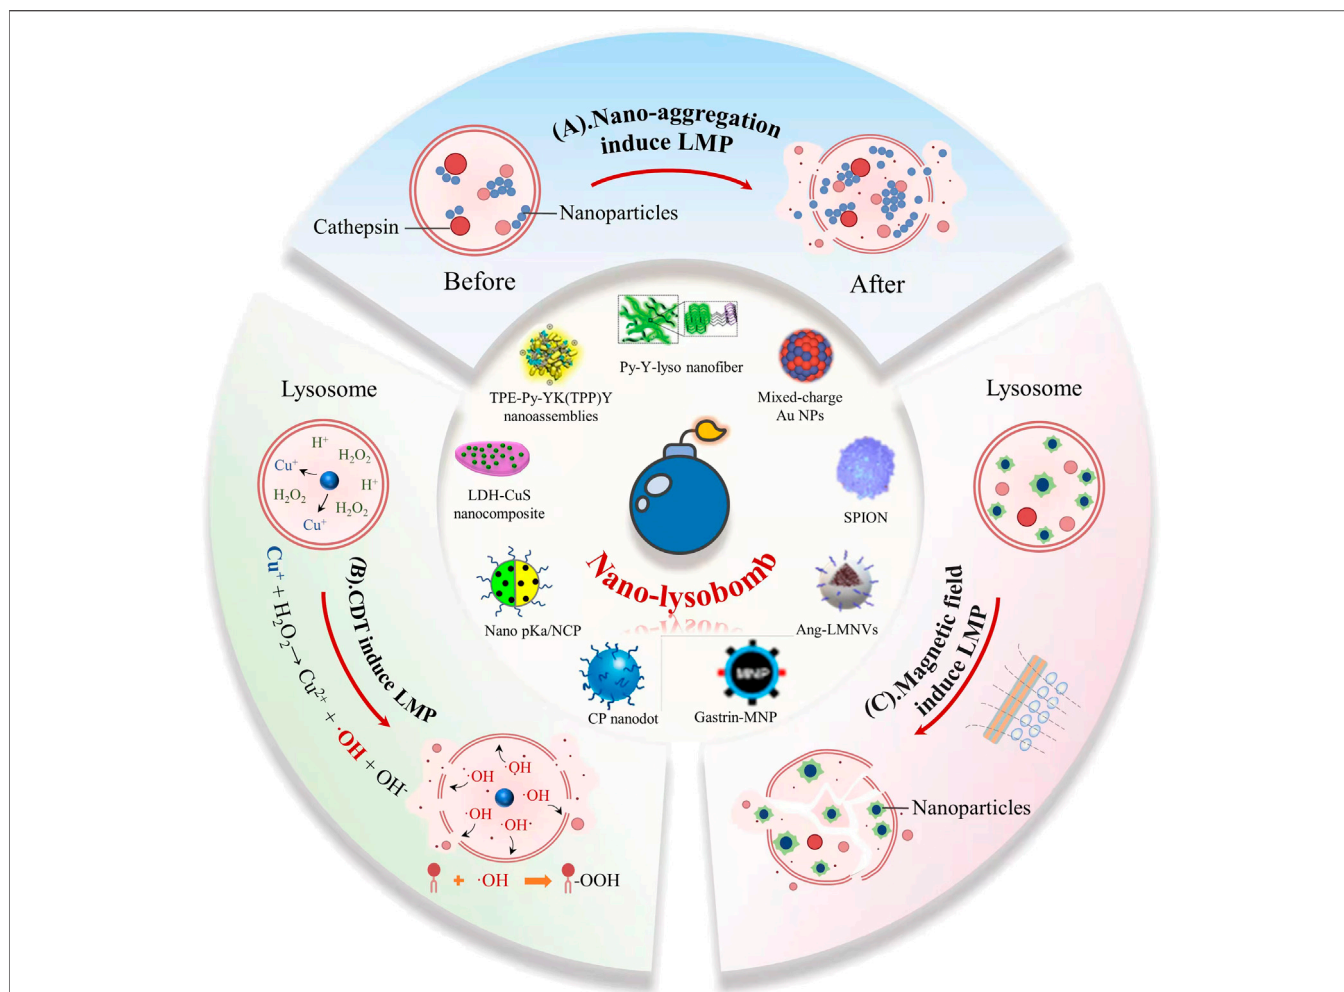 (A).Nano-aggregation
induce LMP
Cathepsin
Nanoparticles
Before
After
Py-Y-lyso nanofiber
TPE-Py-YK(TPP)Y
nanoassemblies
Mixed-charge
Au NPs
LDH-CuS
nanocomposite
SPION
Nano pKa/NCP
Ang-LMNVs
CP nanodot
MNP
Gastrin-MNP
Nano-lysobomb
Lysosome
H⁺
Cu⁺
H₂O₂
H⁺
H₂O₂
H₂O₂
Cu⁺
(B).CDT induce LMP
Cu⁺ + H₂O₂→Cu²⁺ + ·OH + OH⁻
·OH
·OH
·OH
·OH
·OH·
+ ·OH
-OOH
Lysosome
(C).Magnetic field
induce LMP
Nanoparticles